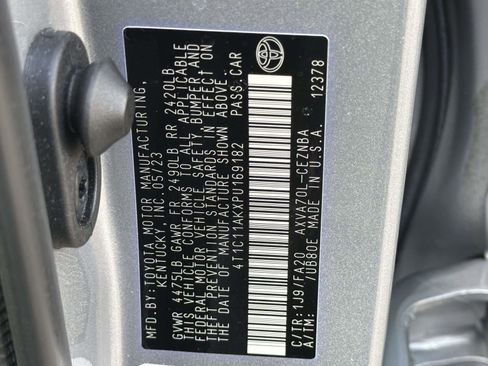 MFD.BY:TOYOTA MOTOR MANUFACTURING,
KENTUCKY, INC. 05/23
GVWR 4475LB GAWR FR 2490LB RR 2420LB
THIS VEHICLE CONFORMS TO ALL APPLICABLE
FEDERAL MOTOR VEHICLE SAFETY, BUMPER AND
THEFT PREVENTION STANDARDS IN EFFECT ON
THE DATE OF MANUFACTURE SHOWN ABOVE.
4T1C11AKXPU169182 PASS.CAR
C/TR:1J9/FA20 AXVA70L-CEZNBA
A/TM: /UB80E MADE IN U.S.A. 12378